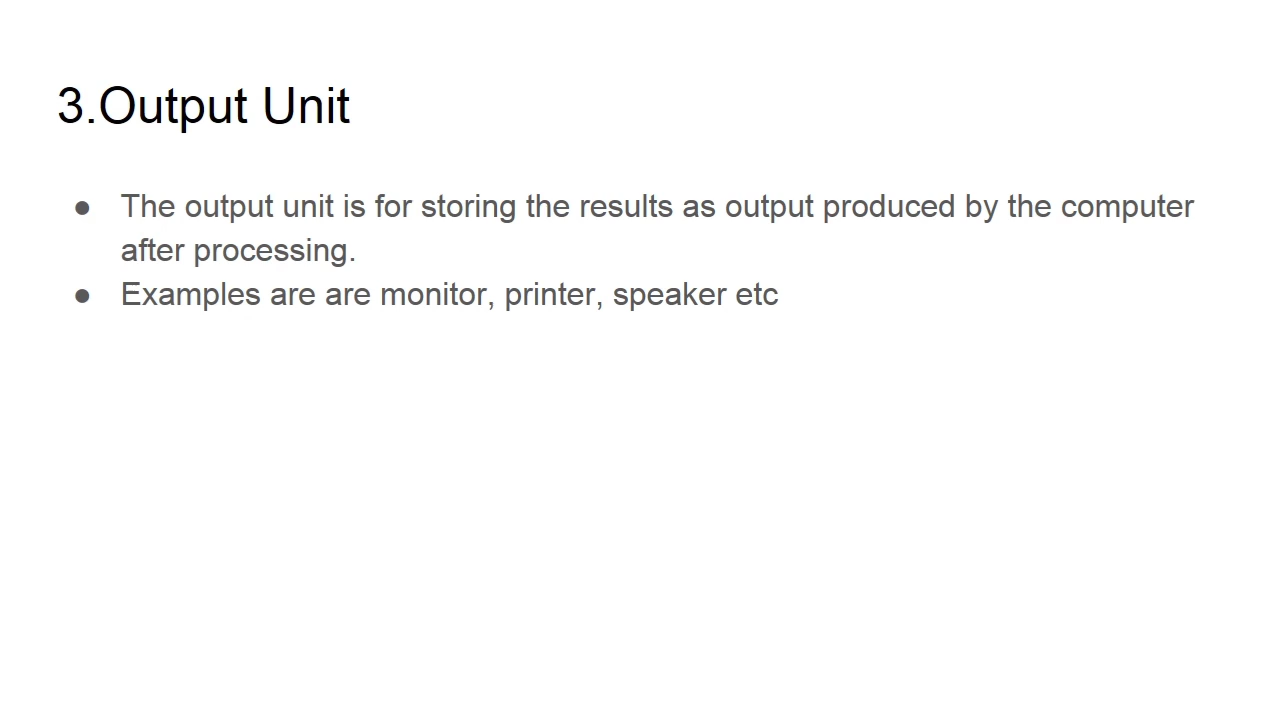 3.Output Unit
● The output unit is for storing the results as output produced by the computer
after processing.
● Examples are are monitor, printer, speaker etc